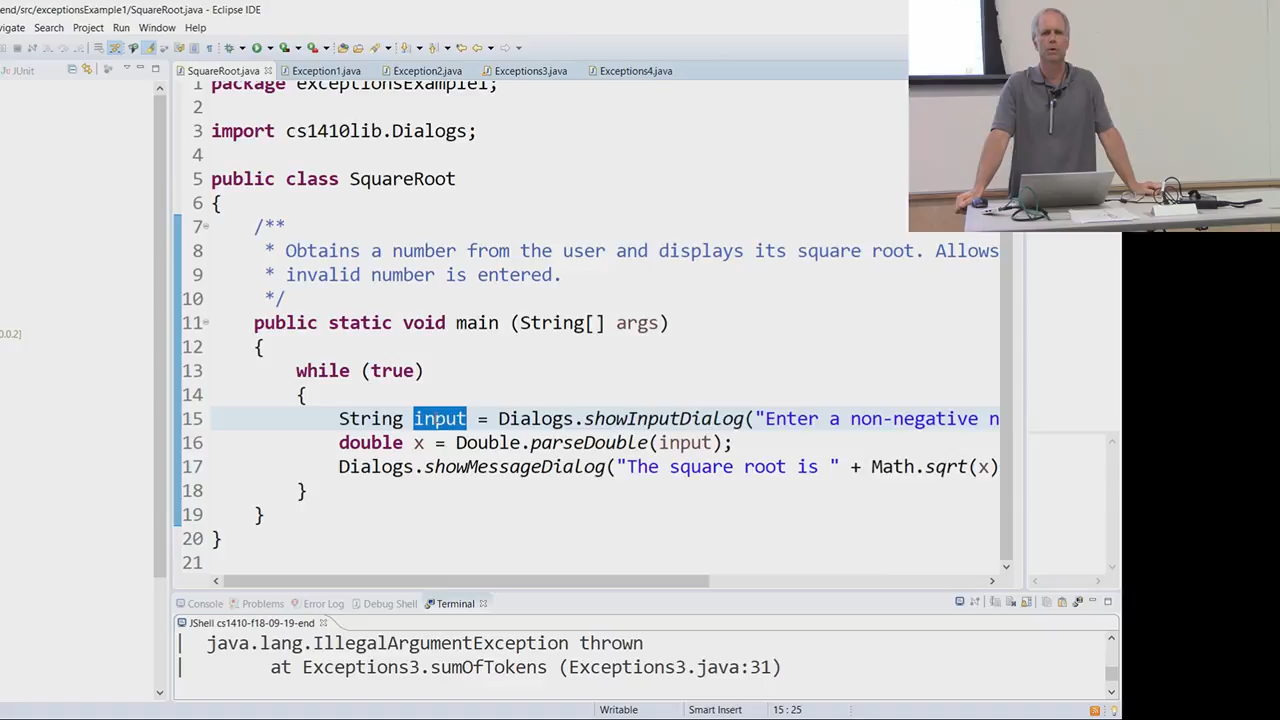 end/src/exceptionsExample1/SquareRoot.java - Eclipse IDE
avigate Search Project Run Window Help
JUnit
SquareRoot.java Exception1.java Exception2.java Exceptions3.java Exceptions4.java
1 package exceptionsExample1;
2
3 import cs1410lib.Dialogs;
4
5 public class SquareRoot
6 {
7 /**
8 * Obtains a number from the user and displays its square root. Allows
9 * invalid number is entered.
10 */
11 public static void main (String[] args)
12 {
13 while (true)
14 {
15 String input = Dialogs.showInputDialog("Enter a non-negative n
16 double x = Double.parseDouble(input);
17 Dialogs.showMessageDialog("The square root is " + Math.sqrt(x)
18 }
19 }
20 }
21
0.0.2]
Console Problems Error Log Debug Shell Terminal
JShell cs1410-f18-09-19-end
| java.lang.IllegalArgumentException thrown
| at Exceptions3.sumOfTokens (Exceptions3.java:31)
Writable Smart Insert 15 : 25